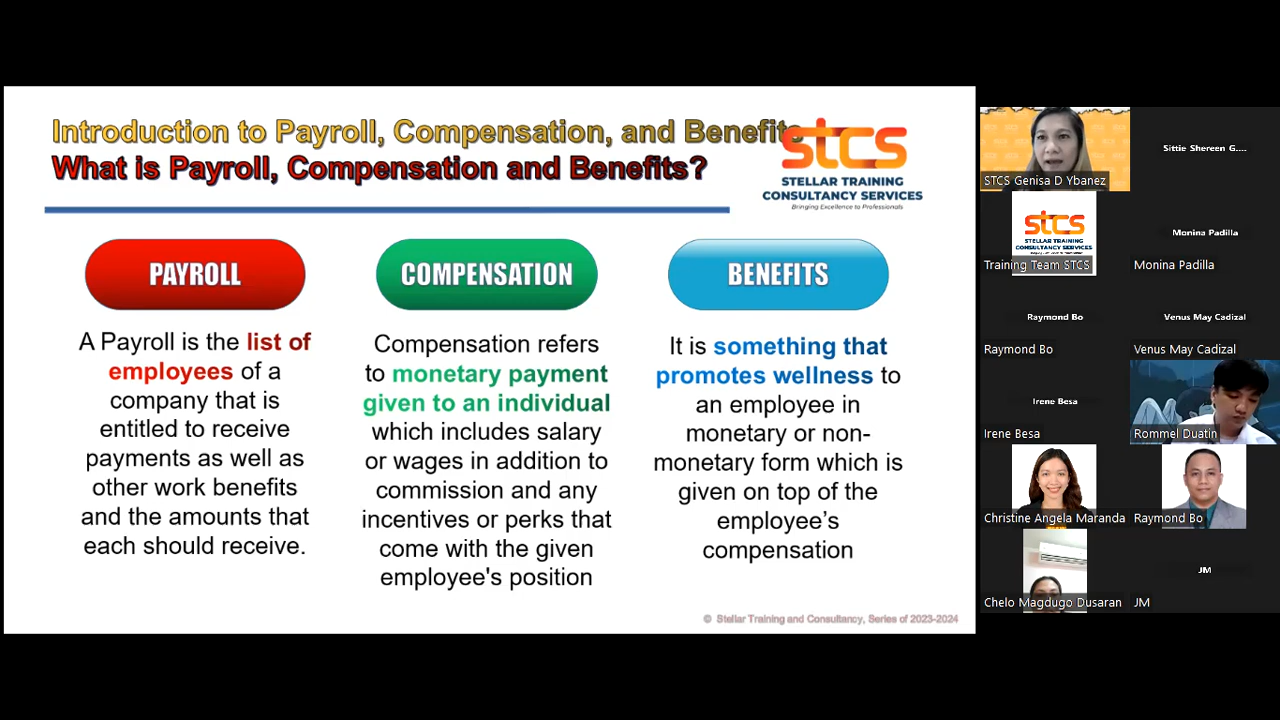 Introduction to Payroll, Compensation, and Benefits
What is Payroll, Compensation and Benefits?
stcs
STELLAR TRAINING
CONSULTANCY SERVICES
Bringing Excellence to Professionals
PAYROLL
A Payroll is the list of
employees of a
company that is
entitled to receive
payments as well as
other work benefits
and the amounts that
each should receive.
COMPENSATION
Compensation refers
to monetary payment
given to an individual
which includes salary
or wages in addition to
commission and any
incentives or perks that
come with the given
employee's position
BENEFITS
It is something that
promotes wellness to
an employee in
monetary or non-
monetary form which is
given on top of the
employee’s
compensation
© Stellar Training and Consultancy, Series of 2023-2024
STCS Genisa D Ybanez
Sittie Shereen G....
stcs
STELLAR TRAINING
CONSULTANCY SERVICES
Training Team STCS
Monina Padilla
Monina Padilla
Raymond Bo
Raymond Bo
Venus May Cadizal
Venus May Cadizal
Irene Besa
Irene Besa
Rommel Duatin
Christine Angela Maranda
Raymond Bo
Chelo Magdugo Dusaran
JM
JM